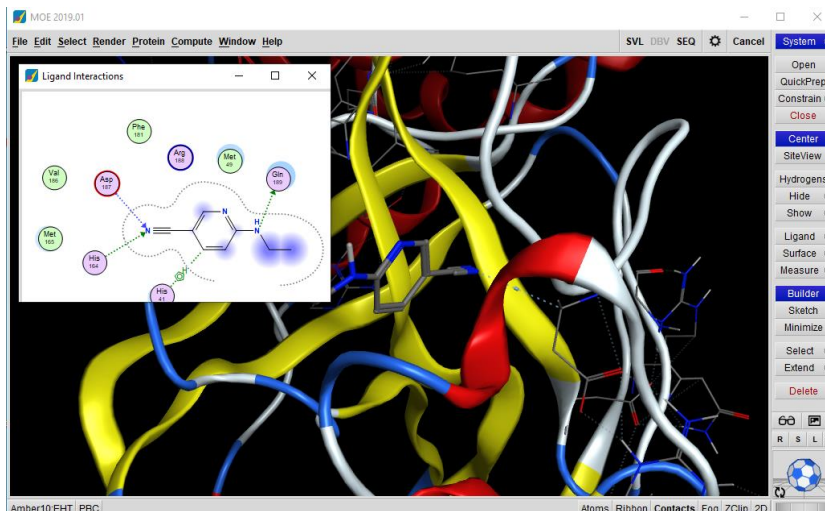 MOE 2019.01
File Edit Select Render Protein Compute Window Help
SVL DBV SEQ Cancel
System
Open
QuickPrep
Constrain
Close
Center
SiteView
Hydrogens
Hide
Show
Ligand
Surface
Measure
Builder
Sketch
Minimize
Select
Extend
Delete
R S L
Ligand Interactions
Phe
181
Arg
188
Met
49
Gln
189
Val
186
Asp
187
Met
165
His
164
His
41
N
N
N
H
H
Amber10:EHT PBC
Atoms Ribbon Contacts Fog ZClip 2D